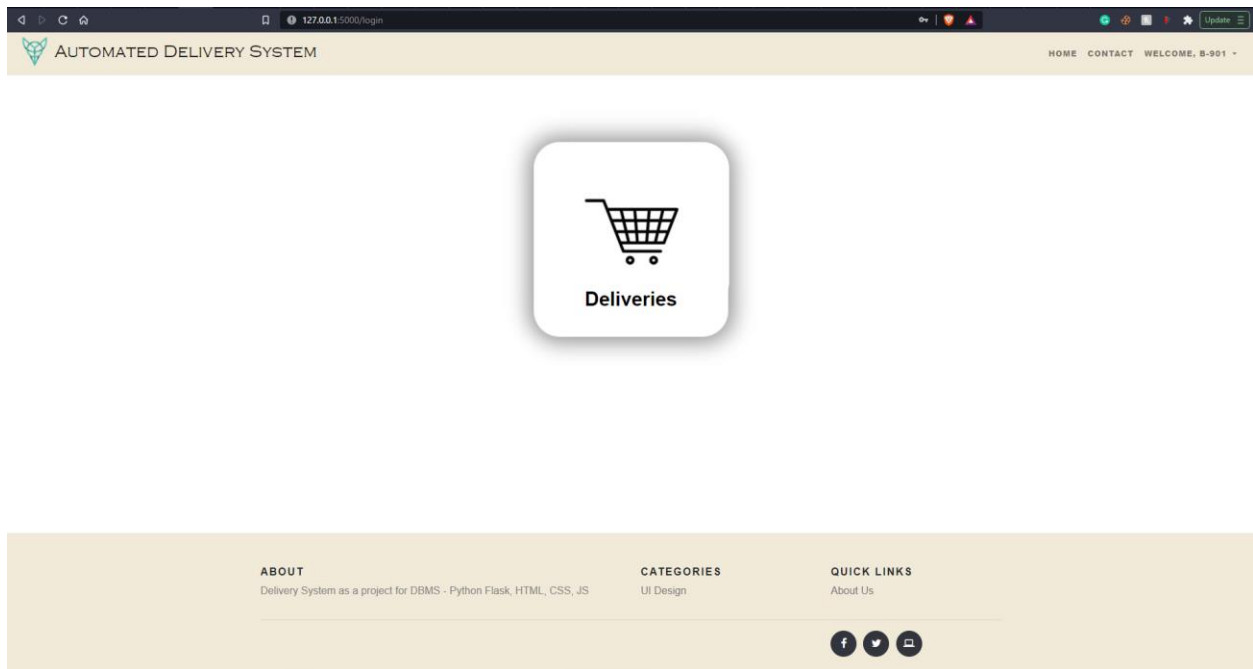 127.0.0.1:5000/login
Update
AUTOMATED DELIVERY SYSTEM
HOME CONTACT WELCOME, B-901
Deliveries
ABOUT
Delivery System as a project for DBMS - Python Flask, HTML, CSS, JS
CATEGORIES
UI Design
QUICK LINKS
About Us